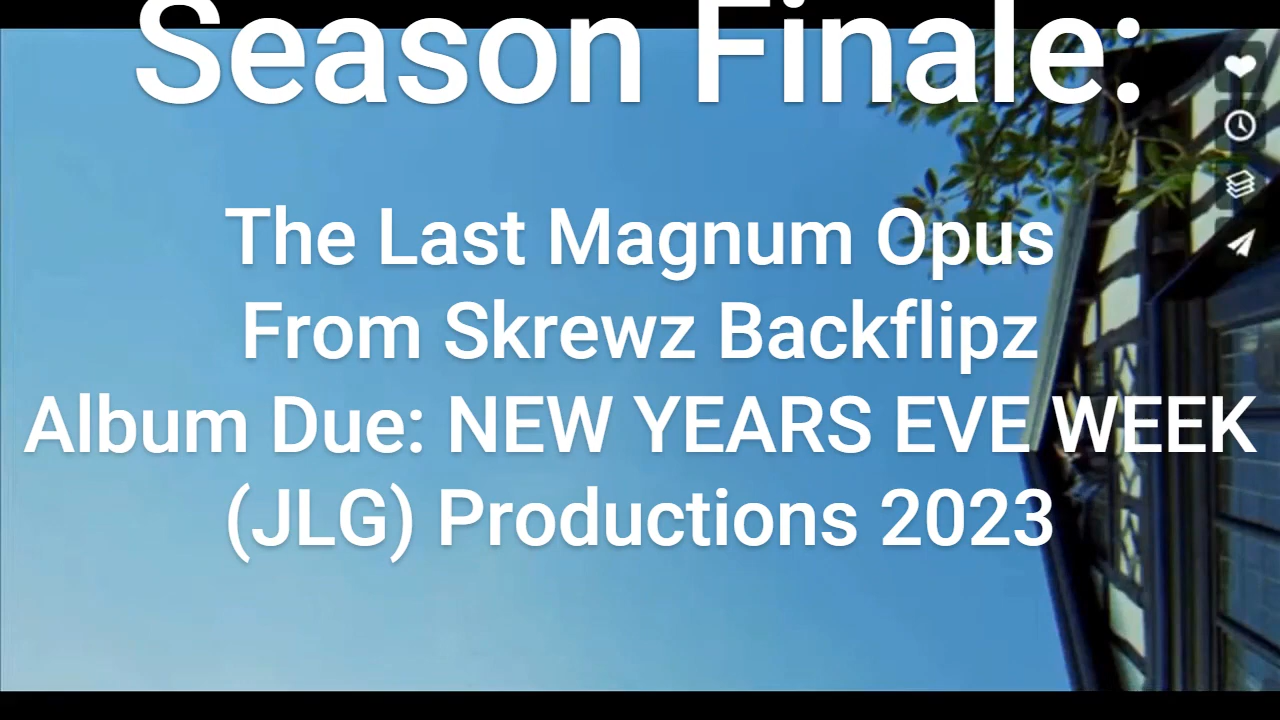 Season Finale:
The Last Magnum Opus
From Skrewz Backflipz
Album Due: NEW YEARS EVE WEEK
(JLG) Productions 2023